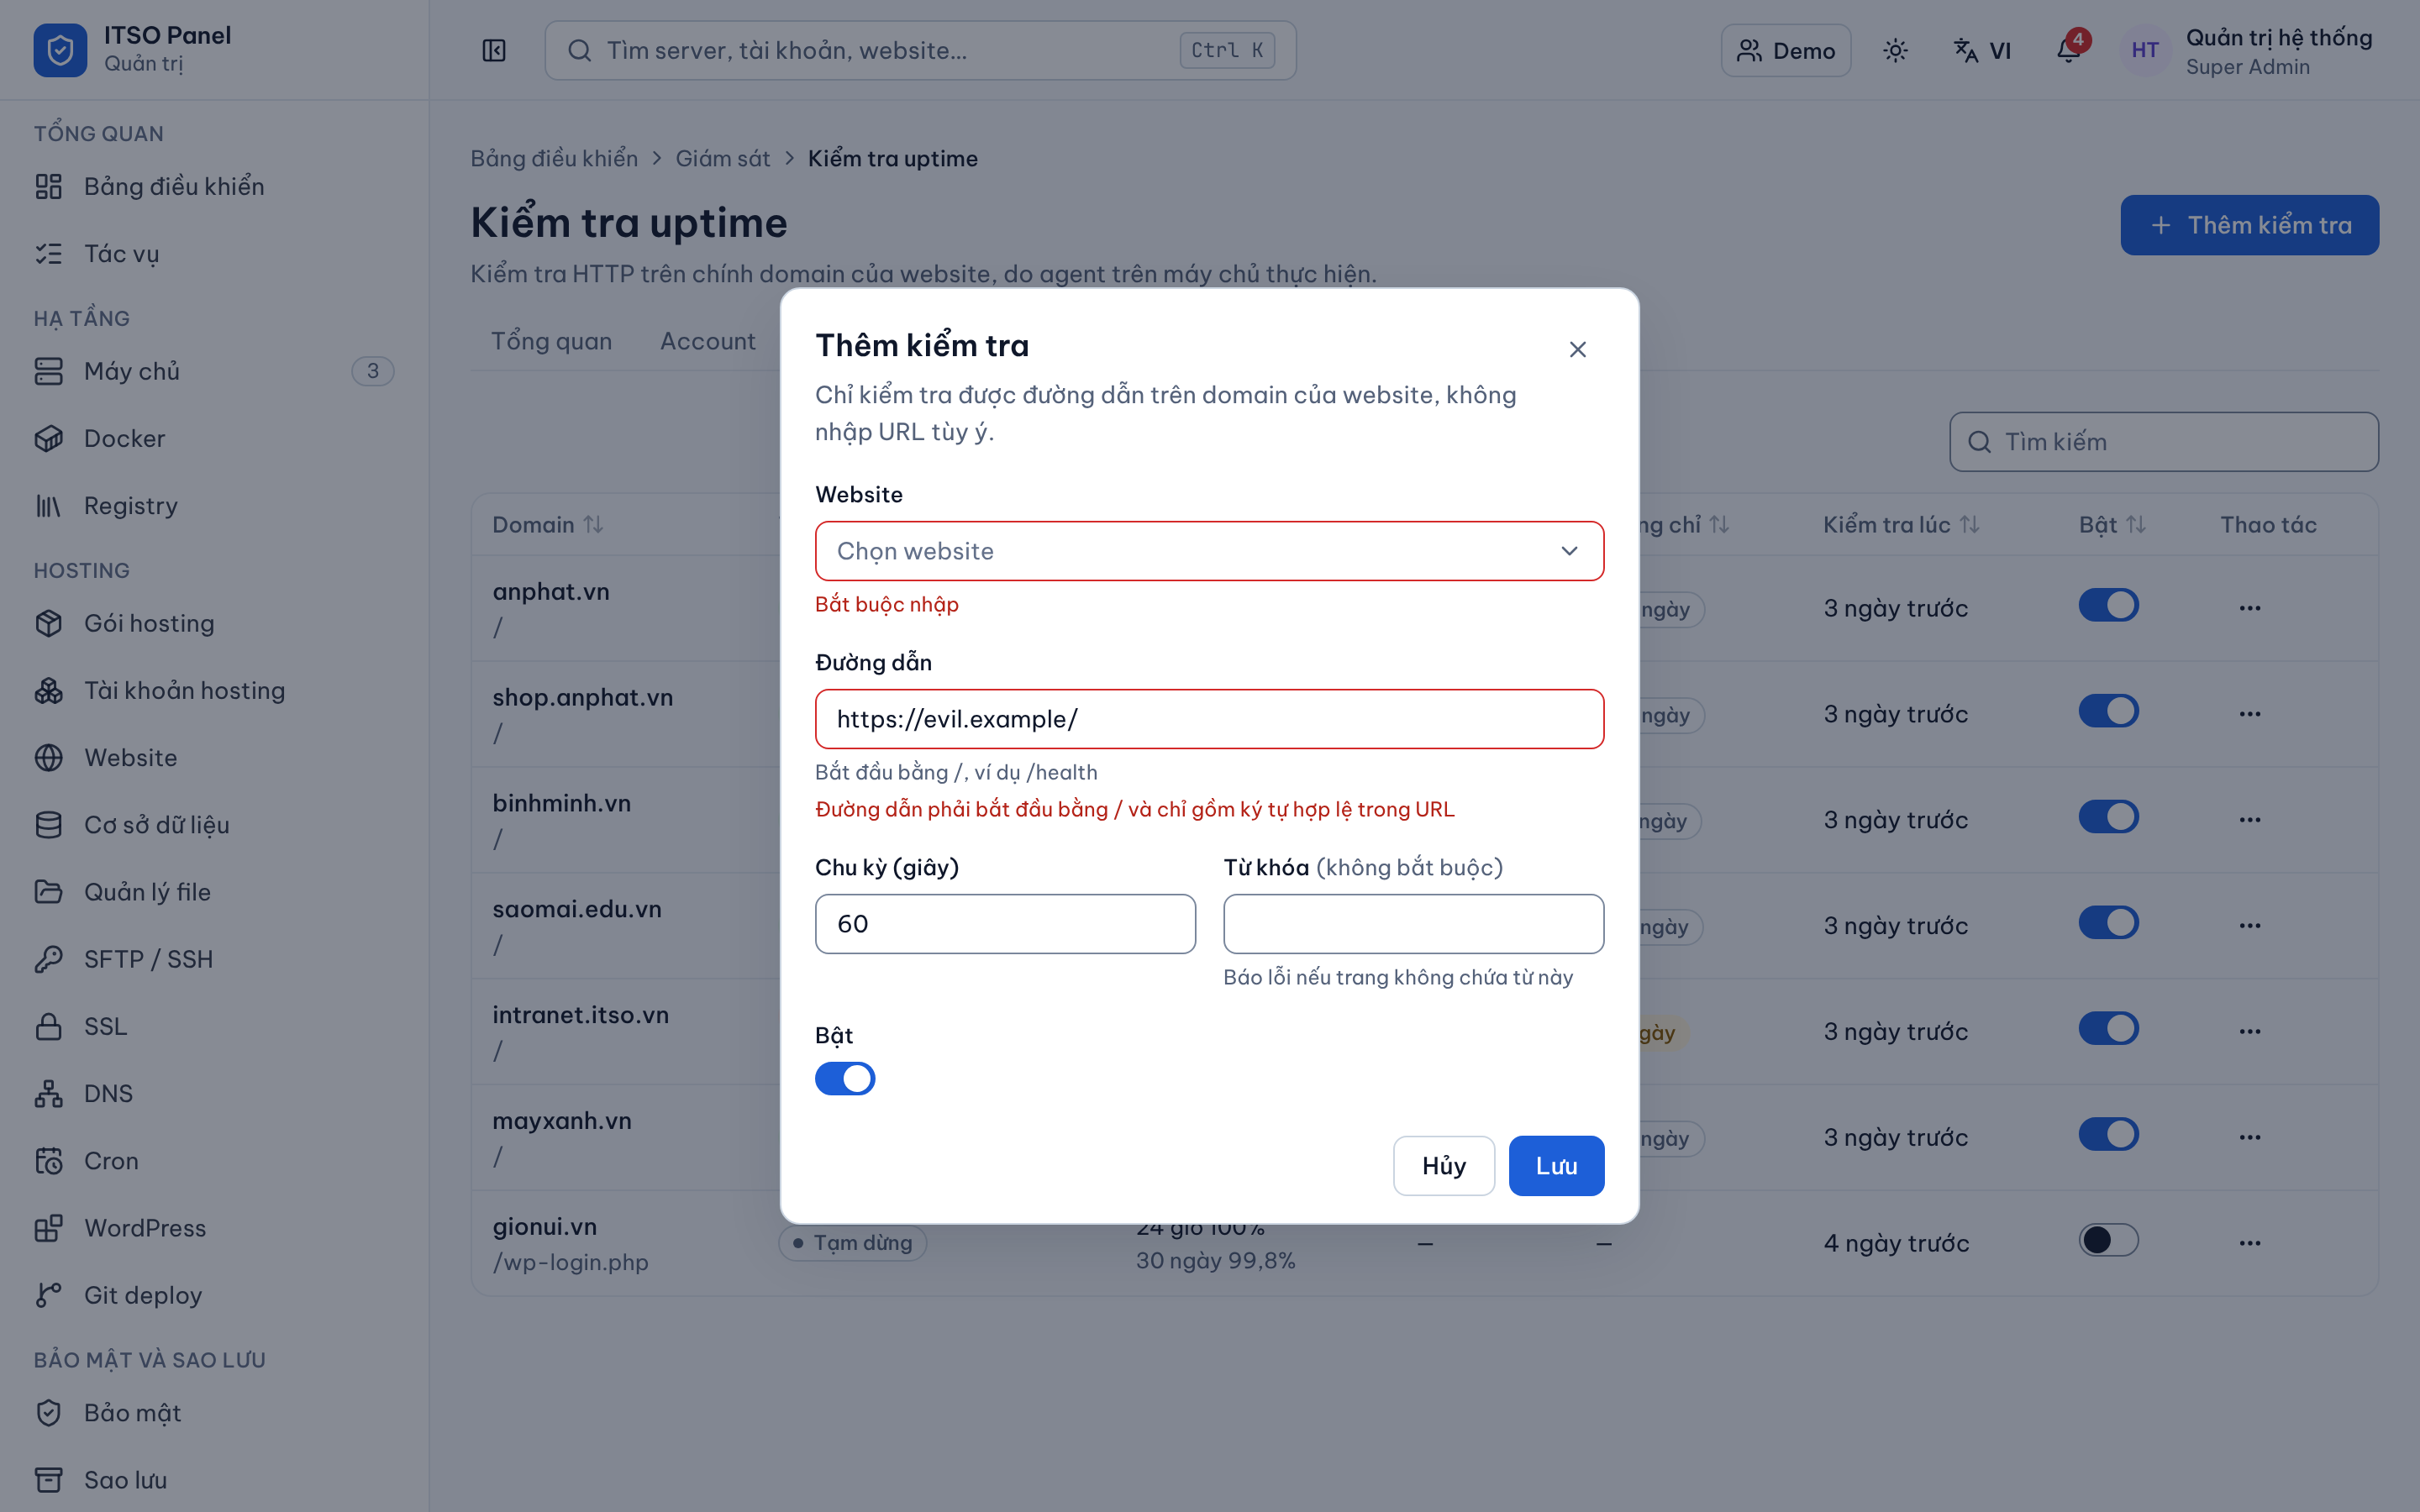 ITSO Panel
Quản trị
Tìm server, tài khoản, website...
Ctrl K
Demo
VI
4
HT
Quản trị hệ thống
Super Admin
TỔNG QUAN
Bảng điều khiển
Tác vụ
HẠ TẦNG
Máy chủ
3
Docker
Registry
HOSTING
Gói hosting
Tài khoản hosting
Website
Cơ sở dữ liệu
Quản lý file
SFTP / SSH
SSL
DNS
Cron
WordPress
Git deploy
BẢO MẬT VÀ SAO LƯU
Bảo mật
Sao lưu
Bảng điều khiển > Giám sát > Kiểm tra uptime
Kiểm tra uptime
Kiểm tra HTTP trên chính domain của website, do agent trên máy chủ thực hiện.
+ Thêm kiểm tra
Tổng quan
Account
Tìm kiếm
Domain
ng chỉ
Kiểm tra lúc
Bật
Thao tác
anphat.vn
/
ngày
3 ngày trước
shop.anphat.vn
/
ngày
3 ngày trước
binhminh.vn
/
ngày
3 ngày trước
saomai.edu.vn
/
ngày
3 ngày trước
intranet.itso.vn
/
gày
3 ngày trước
mayxanh.vn
/
ngày
3 ngày trước
gionui.vn
/wp-login.php
Tạm dừng
24 giờ 100%
30 ngày 99,8%
—
—
4 ngày trước
Thêm kiểm tra
Chỉ kiểm tra được đường dẫn trên domain của website, không
nhập URL tùy ý.
Website
Chọn website
Bắt buộc nhập
Đường dẫn
https://evil.example/
Bắt đầu bằng /, ví dụ /health
Đường dẫn phải bắt đầu bằng / và chỉ gồm ký tự hợp lệ trong URL
Chu kỳ (giây)
60
Từ khóa (không bắt buộc)
Báo lỗi nếu trang không chứa từ này
Bật
Hủy
Lưu